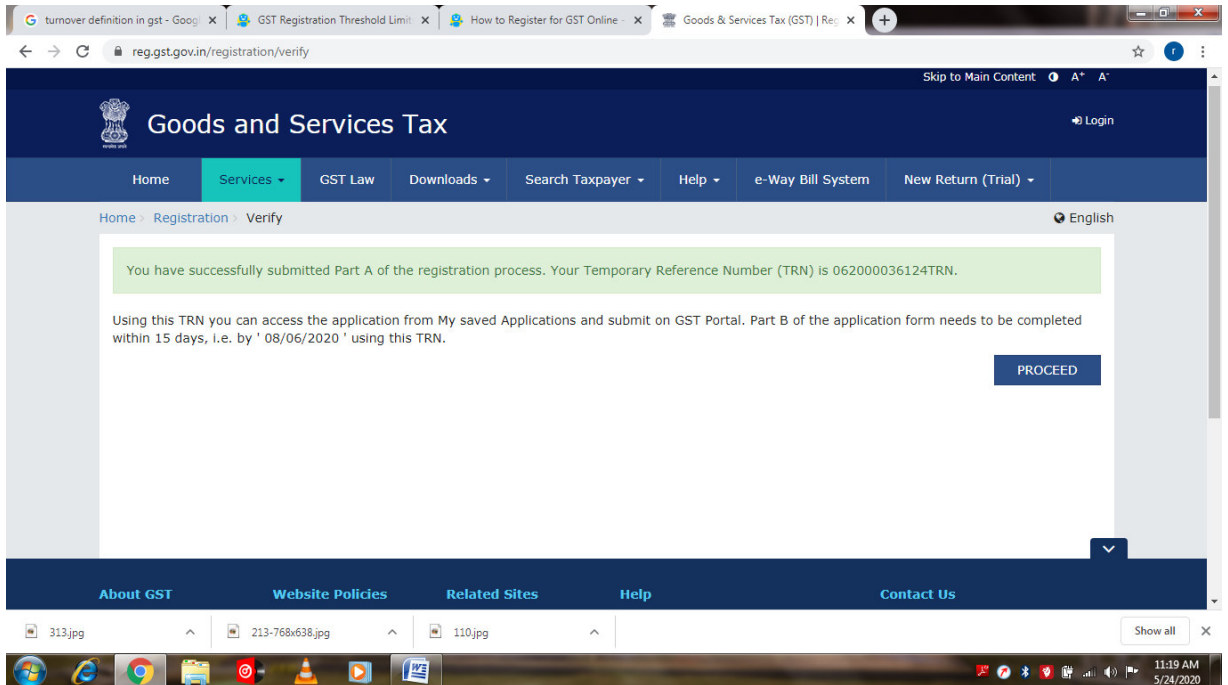 turnover definition in gst - Goog
GST Registration Threshold Limit
How to Register for GST Online -
Goods & Services Tax (GST) | Reg
reg.gst.gov.in/registration/verify
r
Skip to Main Content A+ A-
Goods and Services Tax
Login
Home Services GST Law Downloads Search Taxpayer Help e-Way Bill System New Return (Trial)
Home > Registration > Verify
English
You have successfully submitted Part A of the registration process. Your Temporary Reference Number (TRN) is 062000036124TRN.
Using this TRN you can access the application from My saved Applications and submit on GST Portal. Part B of the application form needs to be completed
within 15 days, i.e. by ' 08/06/2020 ' using this TRN.
PROCEED
About GST Website Policies Related Sites Help Contact Us
313.jpg 213-768x638.jpg 110.jpg Show all
11:19 AM
5/24/2020